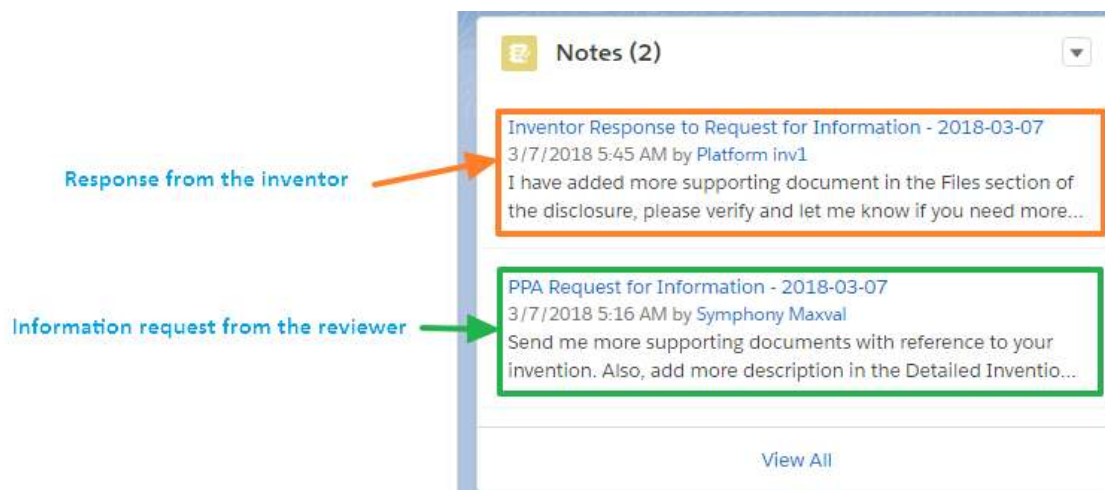 Notes (2)
Inventor Response to Request for Information - 2018-03-07
3/7/2018 5:45 AM by Platform inv1
I have added more supporting document in the Files section of
the disclosure, please verify and let me know if you need more...
Response from the inventor
PPA Request for Information - 2018-03-07
3/7/2018 5:16 AM by Symphony Maxval
Send me more supporting documents with reference to your
invention. Also, add more description in the Detailed Inventio...
Information request from the reviewer
View All